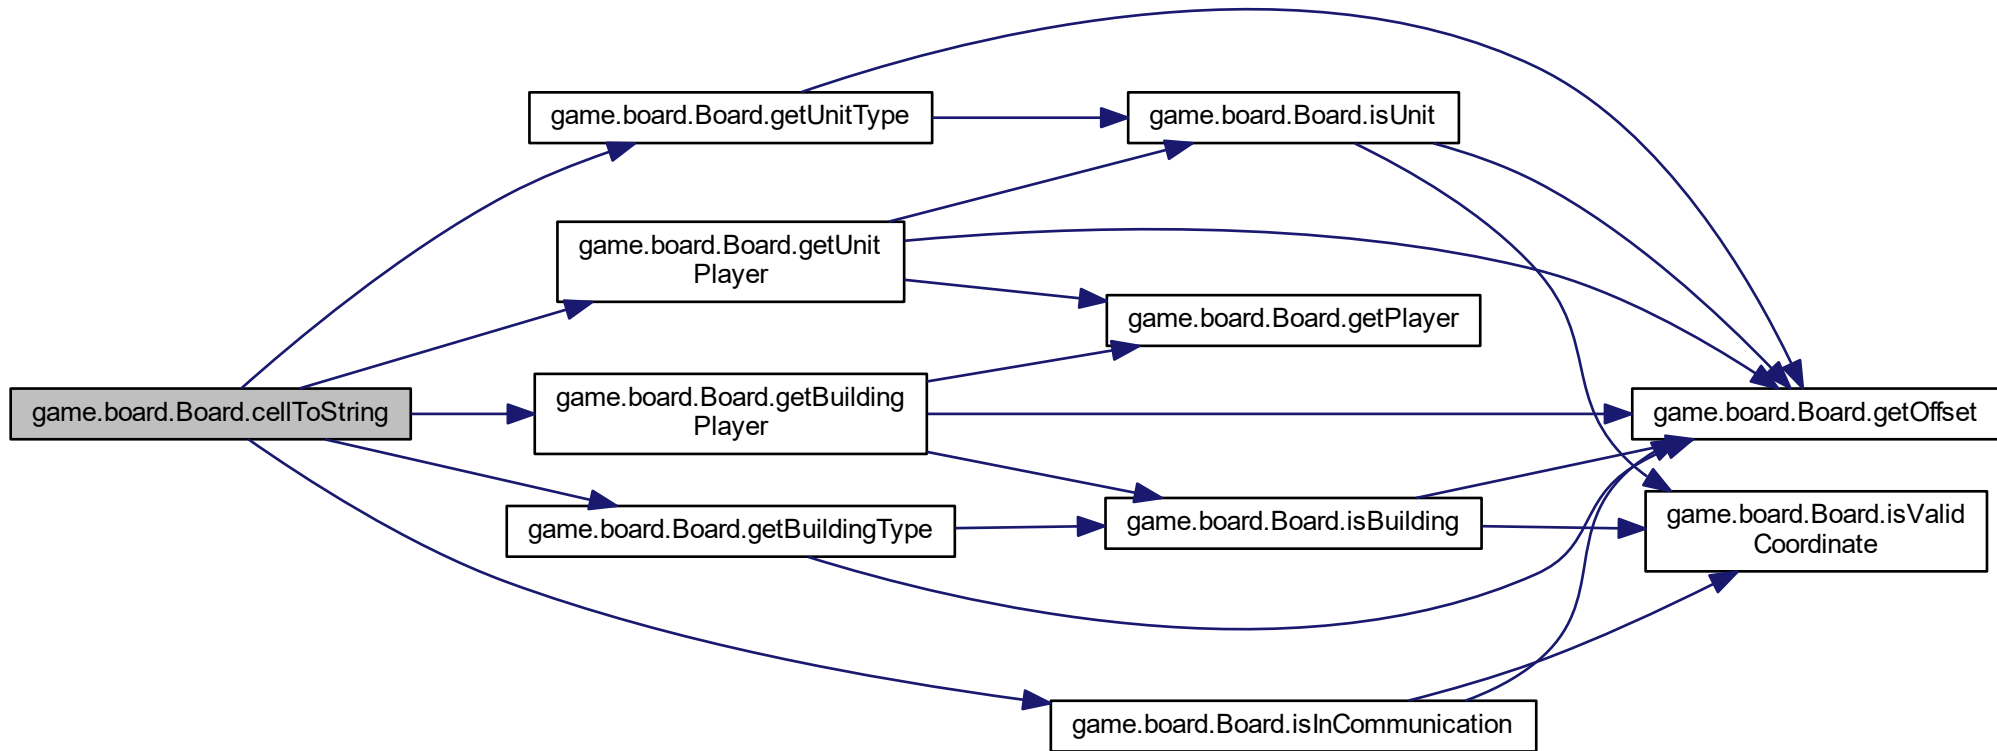 game.board.Board.getUnitType
game.board.Board.isUnit
game.board.Board.getUnit
Player
game.board.Board.getPlayer
game.board.Board.cellToString
game.board.Board.getBuilding
Player
game.board.Board.getOffset
game.board.Board.getBuildingType
game.board.Board.isBuilding
game.board.Board.isValid
Coordinate
game.board.Board.isInCommunication